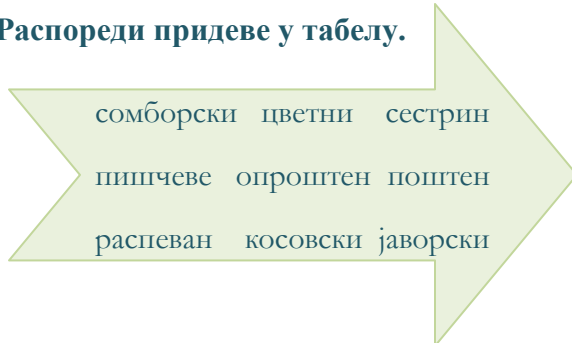 Распореди придеве у табелу.
сомборски цветни сестрин
пишчеве опроштен поштен
распеван косовски јаворски